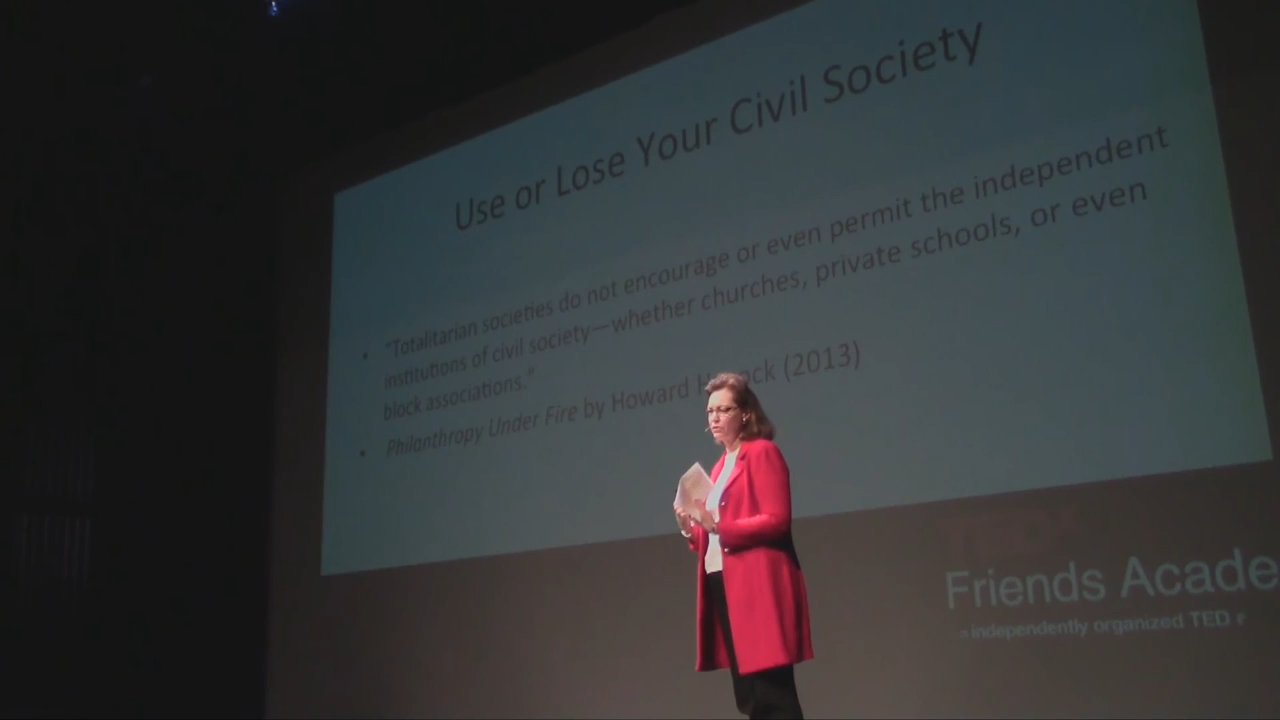 Use or Lose Your Civil Society
• “Totalitarian societies do not encourage or even permit the independent
institutions of civil society—whether churches, private schools, or even
block associations.”
• Philanthropy Under Fire by Howard (2013)
Friends Acade
independently organized TED